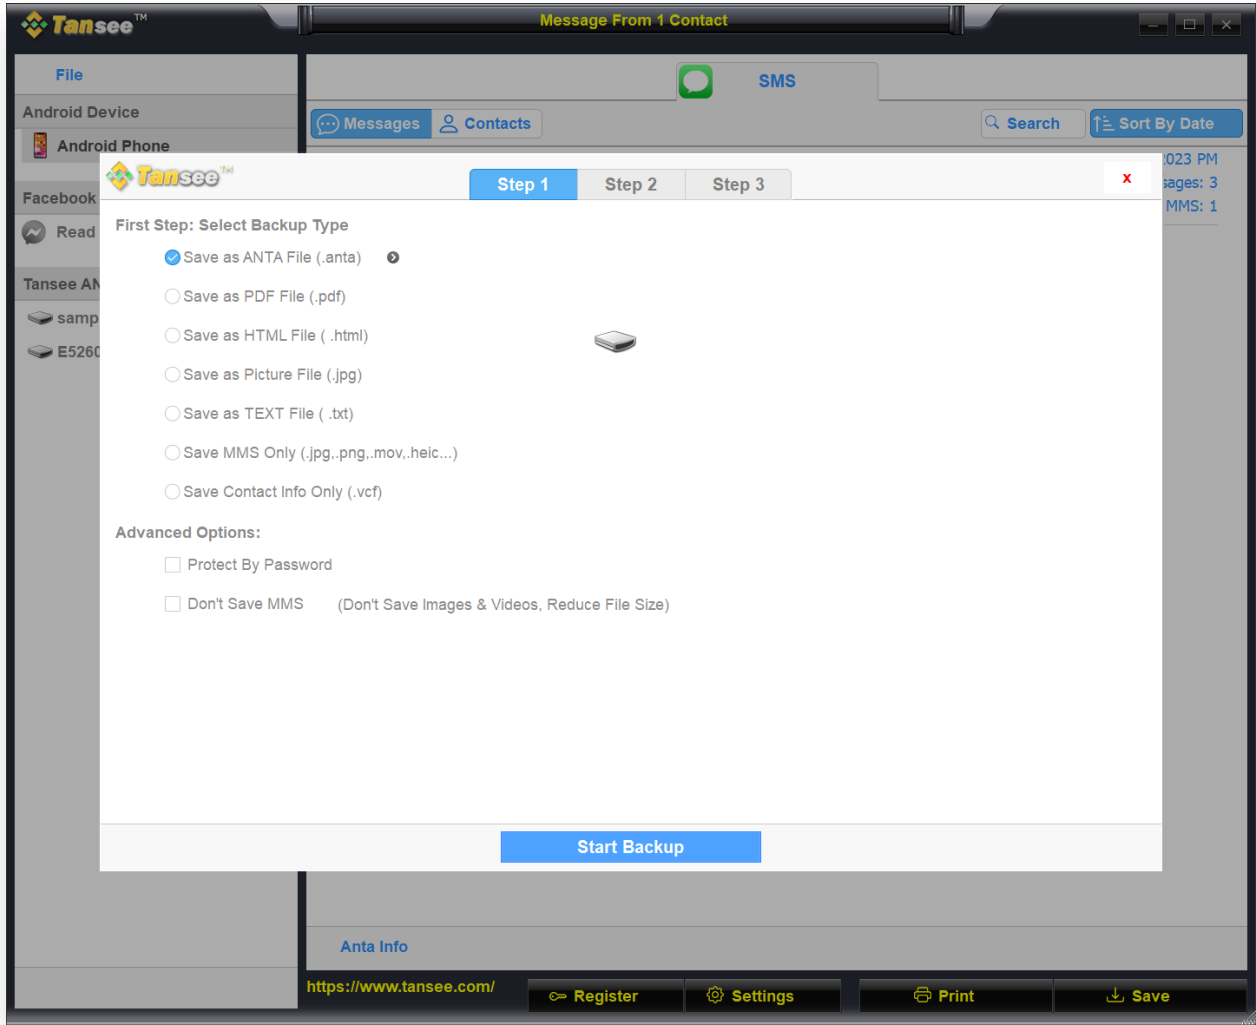 Tansee™
Message From 1 Contact
File
SMS
Android Device
Messages
Contacts
Search
Sort By Date
Android Phone
2023 PM
Tansee™
Step 1
Step 2
Step 3
x
sages: 3
Facebook
First Step: Select Backup Type
MMS: 1
Read
Save as ANTA File (.anta)
Tansee AN
Save as PDF File (.pdf)
samp
Save as HTML File ( .html)
E5260
Save as Picture File (.jpg)
Save as TEXT File ( .txt)
Save MMS Only (.jpg,.png,.mov,.heic...)
Save Contact Info Only (.vcf)
Advanced Options:
Protect By Password
Don't Save MMS (Don't Save Images & Videos, Reduce File Size)
Start Backup
Anta Info
https://www.tansee.com/
Register
Settings
Print
Save